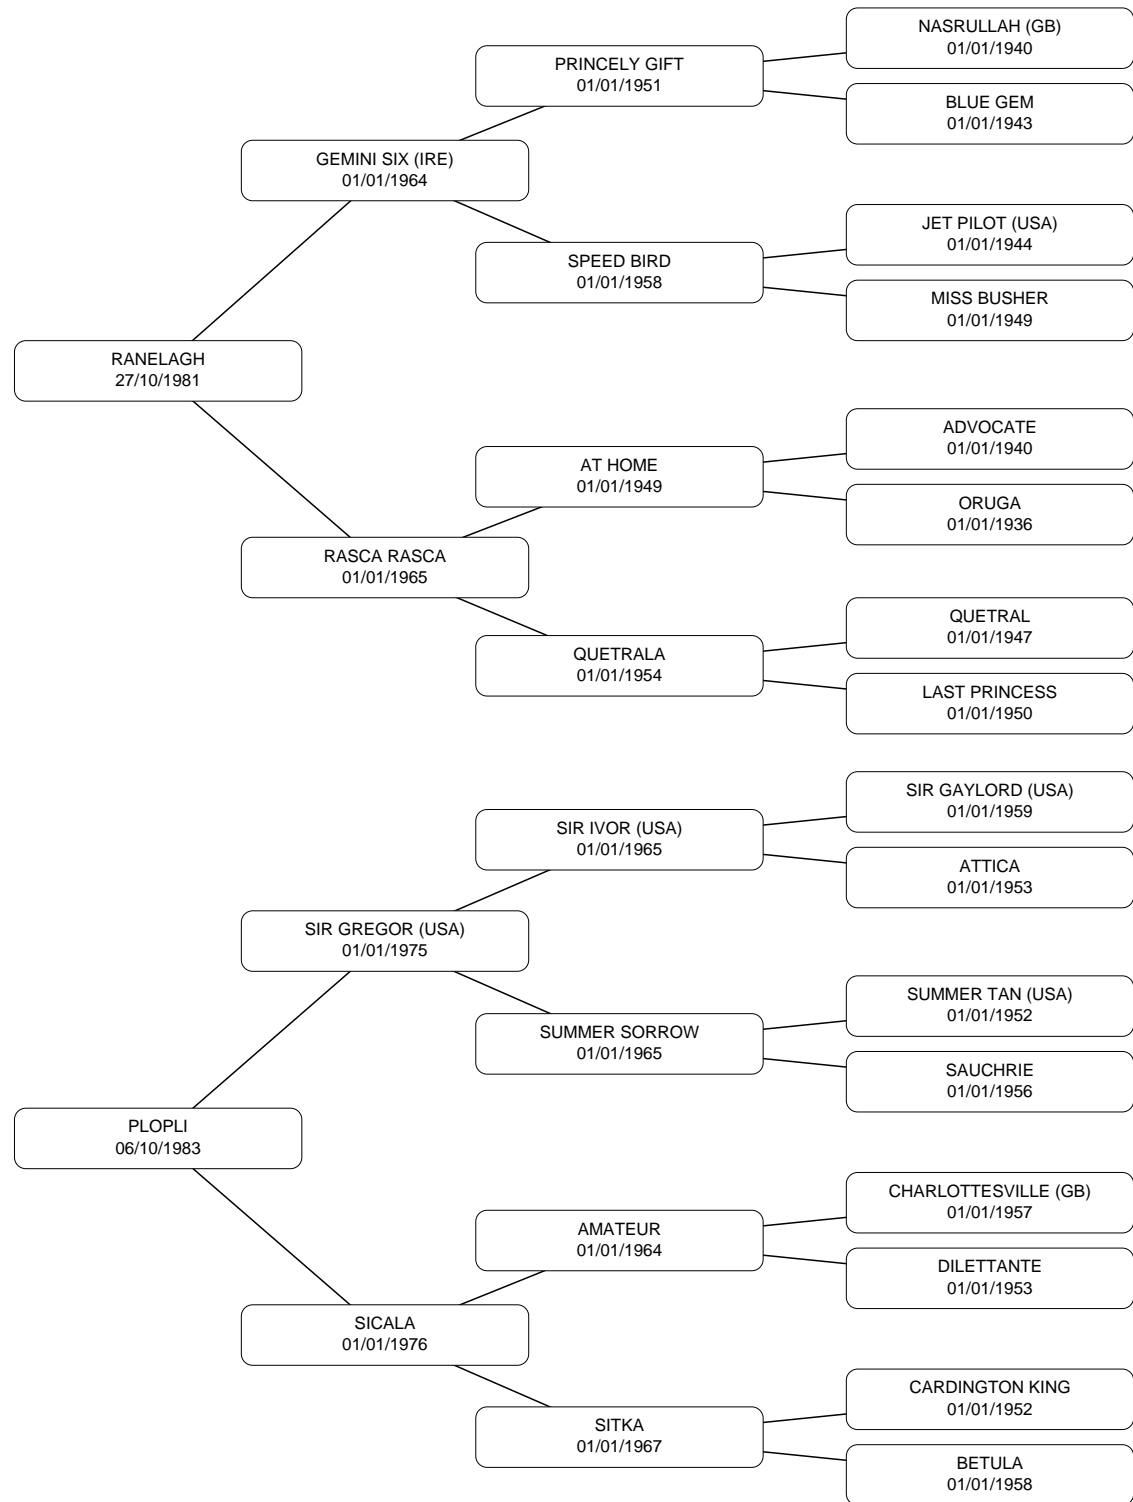 NASRULLAH (GB)
01/01/1940
PRINCELY GIFT
01/01/1951
BLUE GEM
01/01/1943
GEMINI SIX (IRE)
01/01/1964
JET PILOT (USA)
01/01/1944
SPEED BIRD
01/01/1958
MISS BUSHER
01/01/1949
RANELAGH
27/10/1981
ADVOCATE
01/01/1940
AT HOME
01/01/1949
ORUGA
01/01/1936
RASCA RASCA
01/01/1965
QUETRAL
01/01/1947
QUETRALA
01/01/1954
LAST PRINCESS
01/01/1950
SIR GAYLORD (USA)
01/01/1959
SIR IVOR (USA)
01/01/1965
ATTICA
01/01/1953
SIR GREGOR (USA)
01/01/1975
SUMMER TAN (USA)
01/01/1952
SUMMER SORROW
01/01/1965
SAUCHRIE
01/01/1956
PLOPLI
06/10/1983
CHARLOTTESVILLE (GB)
01/01/1957
AMATEUR
01/01/1964
DILETTANTE
01/01/1953
SICALA
01/01/1976
CARDINGTON KING
01/01/1952
SITKA
01/01/1967
BETULA
01/01/1958